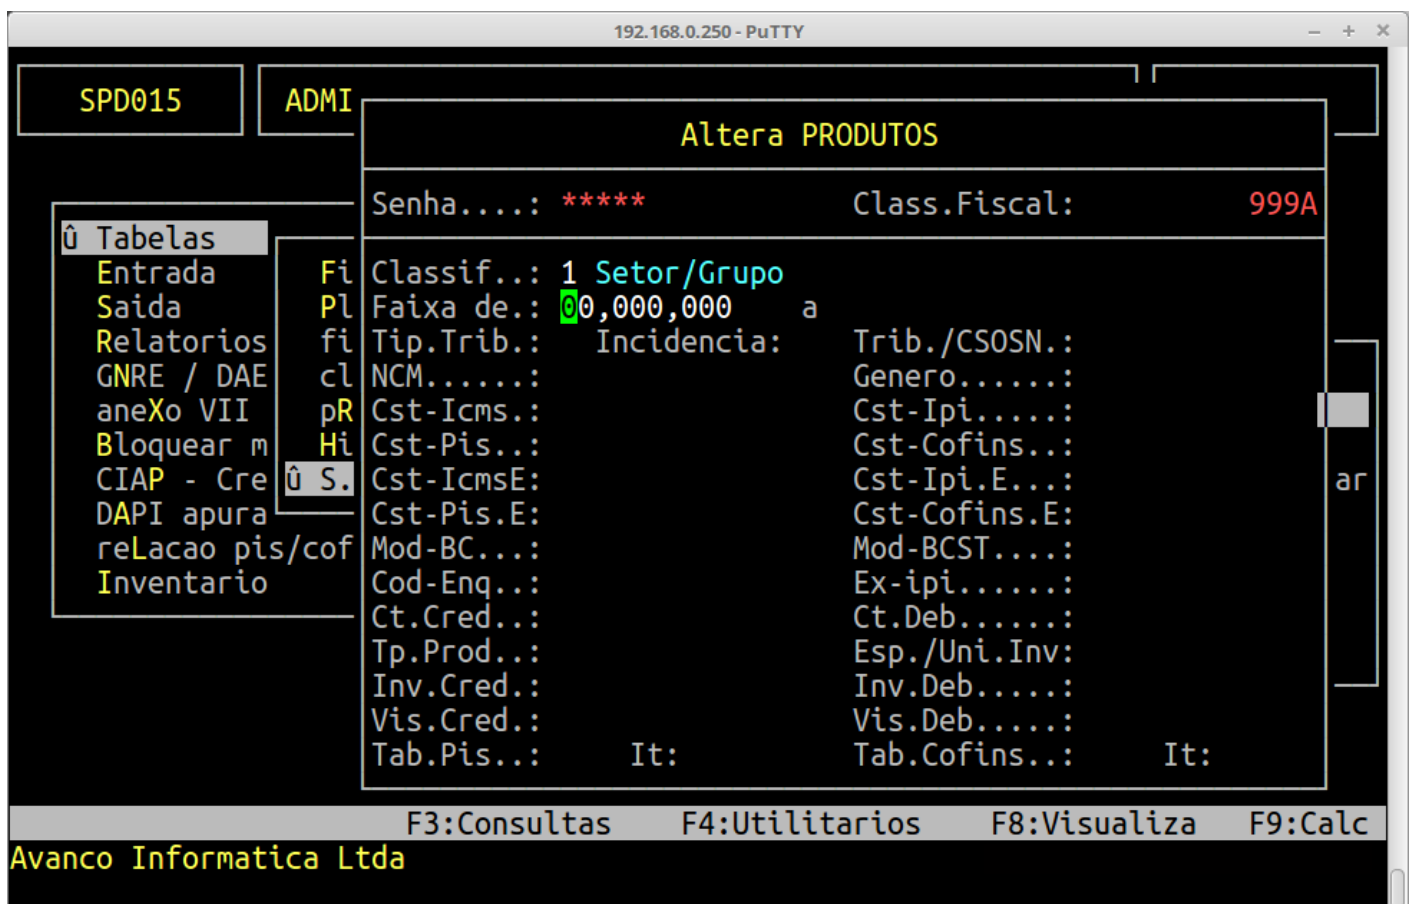 192.168.0.250 - PuTTY
SPD015 ADMI
Altera PRODUTOS
Senha....: ***** Class.Fiscal: 999A
û Tabelas
Entrada Fi Classif..: 1 Setor/Grupo
Saida Pl Faixa de.: 00,000,000 a
Relatorios fi Tip.Trib.: Incidencia: Trib./CSOSN.:
GNRE / DAE cl NCM......: Genero......:
aneXo VII pR Cst-Icms.: Cst-Ipi.....:
Bloquear m Hi Cst-Pis..: Cst-Cofins..:
CIAP - Cre û S. Cst-IcmsE: Cst-Ipi.E...: ar
DAPI apura Cst-Pis.E: Cst-Cofins.E:
reLacao pis/cof Mod-BC...: Mod-BCST....:
Inventario Cod-Enq..: Ex-ipi......:
Ct.Cred..: Ct.Deb......:
Tp.Prod..: Esp./Uni.Inv:
Inv.Cred.: Inv.Deb.....:
Vis.Cred.: Vis.Deb.....:
Tab.Pis..: It: Tab.Cofins..: It:
F3:Consultas F4:Utilitarios F8:Visualiza F9:Calc
Avanco Informatica Ltda